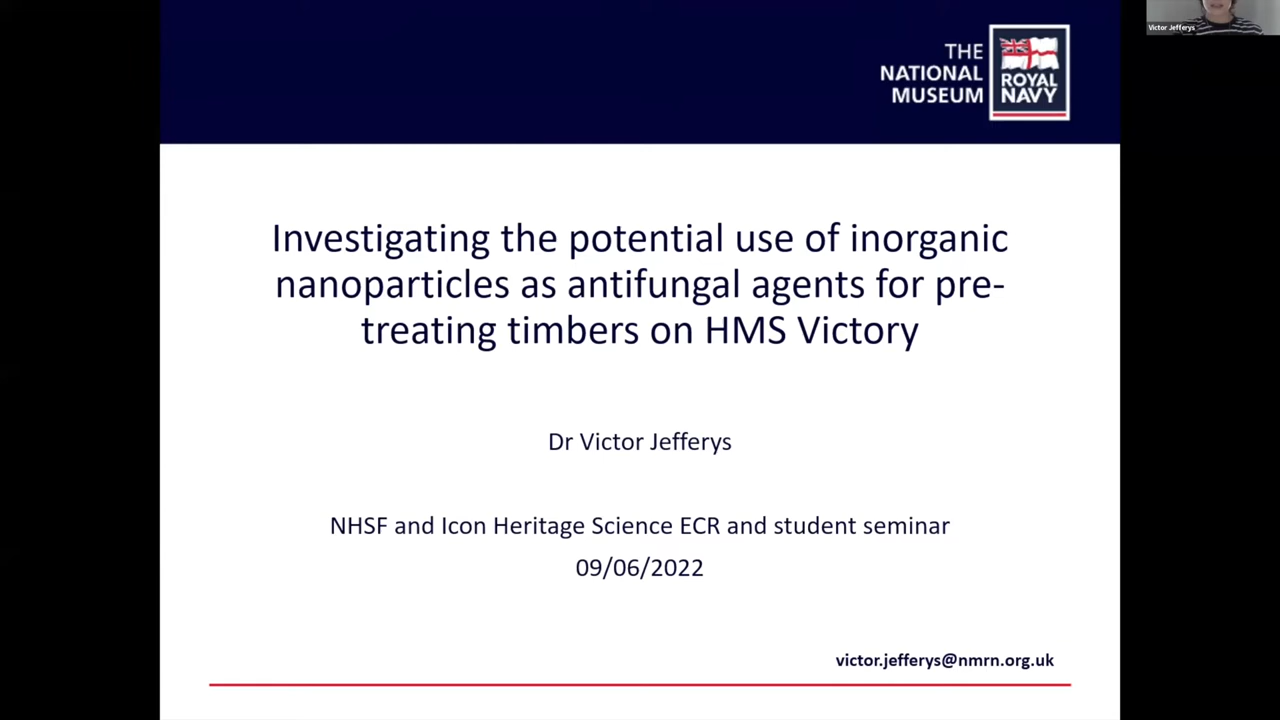 Victor Jefferys
THE
NATIONAL
MUSEUM
ROYAL
NAVY
Investigating the potential use of inorganic
nanoparticles as antifungal agents for pre-
treating timbers on HMS Victory
Dr Victor Jefferys
NHSF and Icon Heritage Science ECR and student seminar
09/06/2022
victor.jefferys@nmrn.org.uk